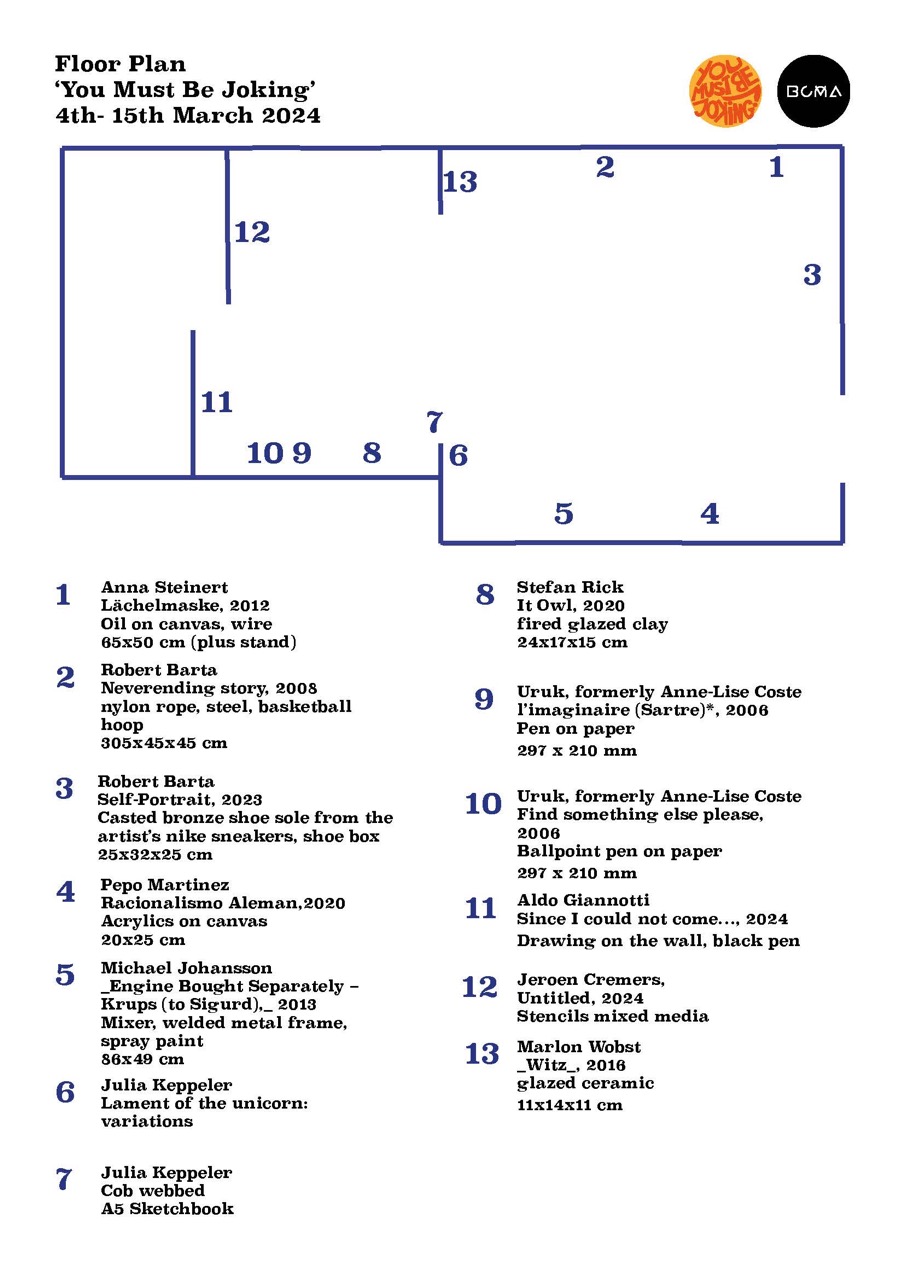 Floor Plan
‘You Must Be Joking’
4th- 15th March 2024
YOU
MUST BE
JOKING!
BCMA
13
2
1
12
3
11
7
10 9
8
6
5
4
1
Anna Steinert
Lächelmaske, 2012
Oil on canvas, wire
65x50 cm (plus stand)
2
Robert Barta
Neverending story, 2008
nylon rope, steel, basketball
hoop
305x45x45 cm
3
Robert Barta
Self-Portrait, 2023
Casted bronze shoe sole from the
artist’s nike sneakers, shoe box
25x32x25 cm
4
Pepo Martinez
Racionalismo Aleman,2020
Acrylics on canvas
20x25 cm
5
Michael Johansson
_Engine Bought Separately –
Krups (to Sigurd),_ 2013
Mixer, welded metal frame,
spray paint
86x49 cm
6
Julia Keppeler
Lament of the unicorn:
variations
7
Julia Keppeler
Cob webbed
A5 Sketchbook
8
Stefan Rick
It Owl, 2020
fired glazed clay
24x17x15 cm
9
Uruk, formerly Anne-Lise Coste
l’imaginaire (Sartre)*, 2006
Pen on paper
297 x 210 mm
10
Uruk, formerly Anne-Lise Coste
Find something else please,
2006
Ballpoint pen on paper
297 x 210 mm
11
Aldo Giannotti
Since I could not come..., 2024
Drawing on the wall, black pen
12
Jeroen Cremers,
Untitled, 2024
Stencils mixed media
13
Marlon Wobst
_Witz_, 2016
glazed ceramic
11x14x11 cm